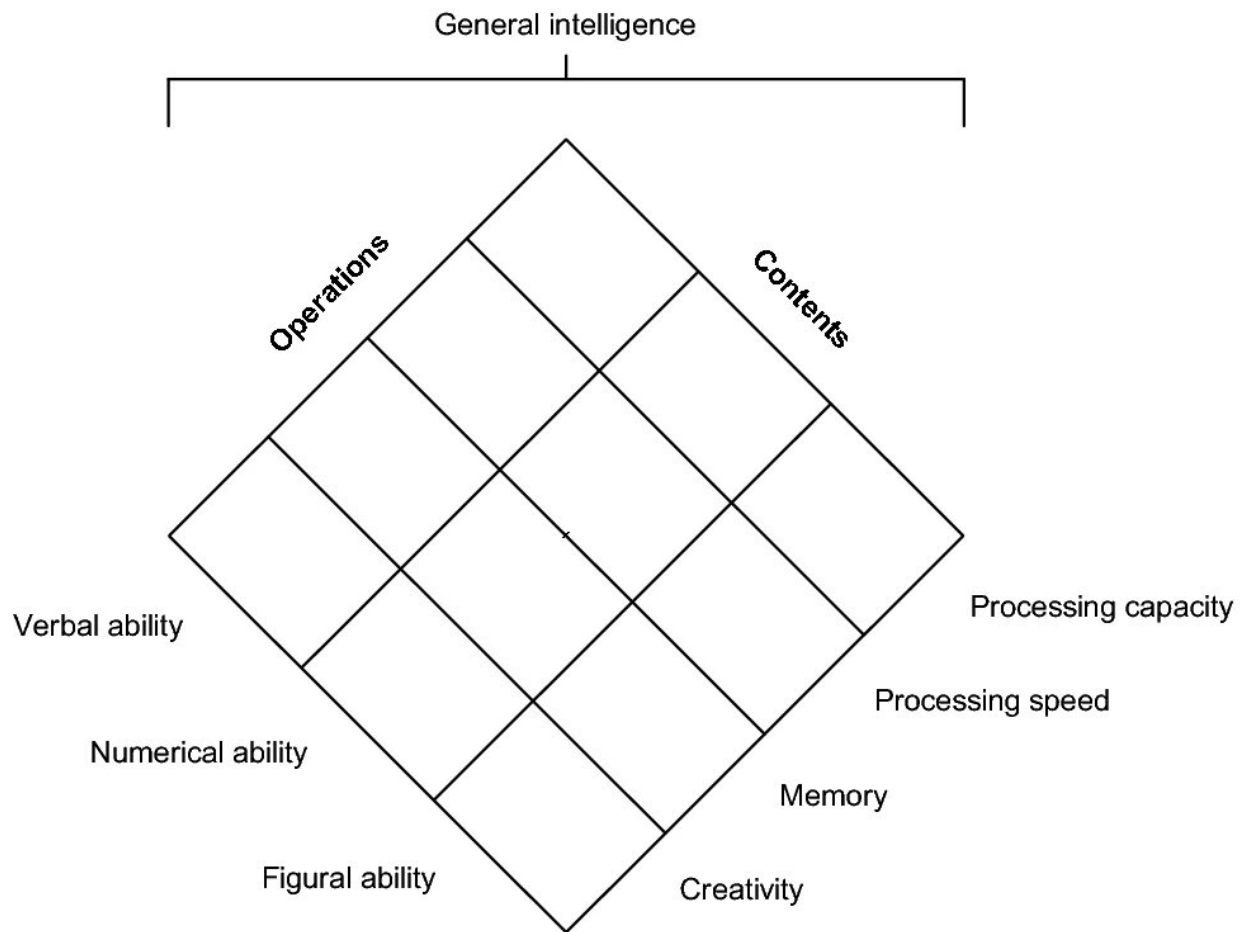 General intelligence
Operations
Contents
Verbal ability
Numerical ability
Figural ability
Processing capacity
Processing speed
Memory
Creativity